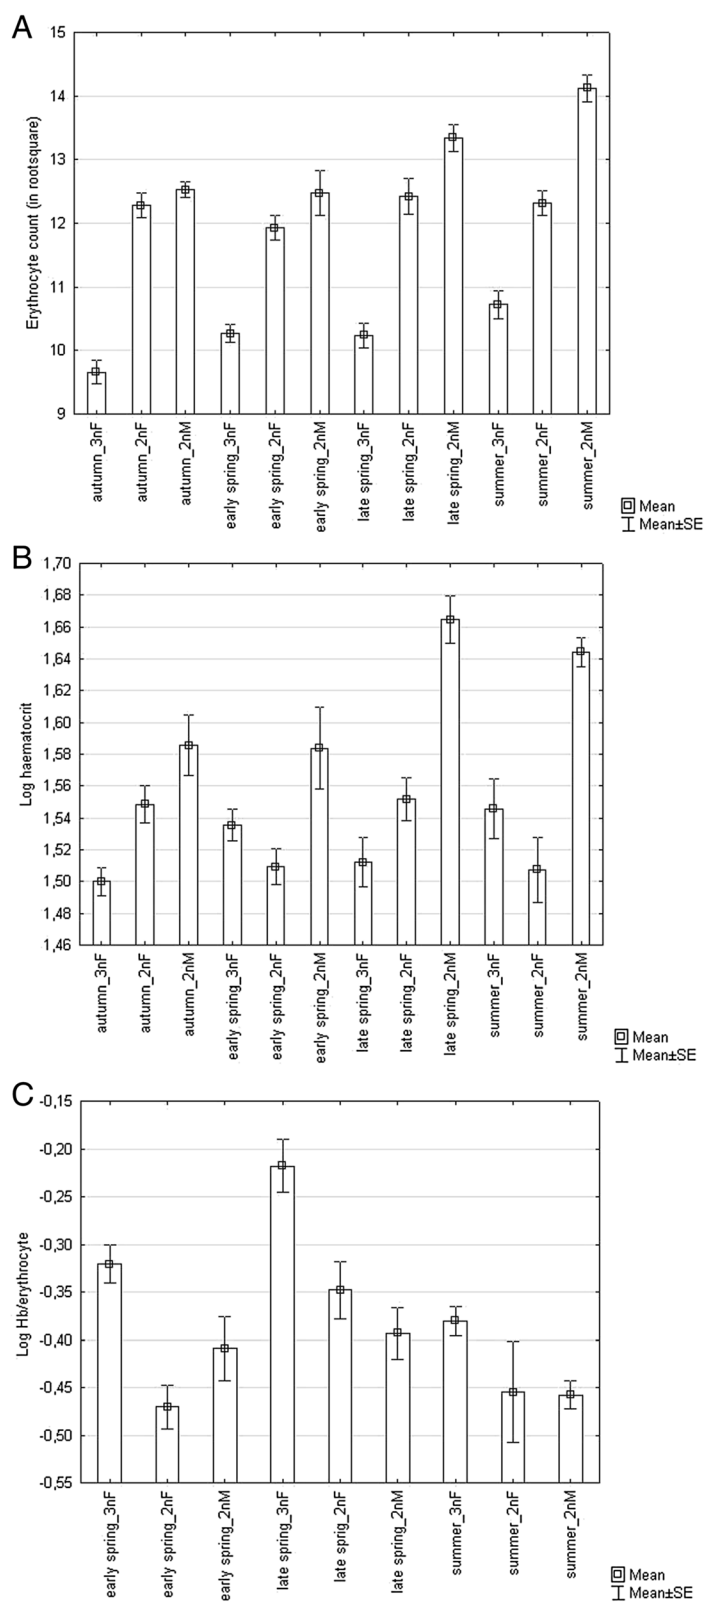 A
Erythrocyte count (in rootsquare)
15
14
13
12
11
10
9
autumn_3nF
autumn_2nF
autumn_2nM
early spring_3nF
early spring_2nF
early spring_2nM
late spring_3nF
late spring_2nF
late spring_2nM
summer_3nF
summer_2nF
summer_2nM
Mean
Mean±SE
B
Log haematocrit
1,70
1,68
1,66
1,64
1,62
1,60
1,58
1,56
1,54
1,52
1,50
1,48
1,46
autumn_3nF
autumn_2nF
autumn_2nM
early spring_3nF
early spring_2nF
early spring_2nM
late spring_3nF
late spring_2nF
late spring_2nM
summer_3nF
summer_2nF
summer_2nM
Mean
Mean±SE
C
Log Hb/erythrocyte
-0,15
-0,20
-0,25
-0,30
-0,35
-0,40
-0,45
-0,50
-0,55
early spring_3nF
early spring_2nF
early spring_2nM
late spring_3nF
late sprig_2nF
late spring_2nM
summer_3nF
summer_2nF
summer_2nM
Mean
Mean±SE